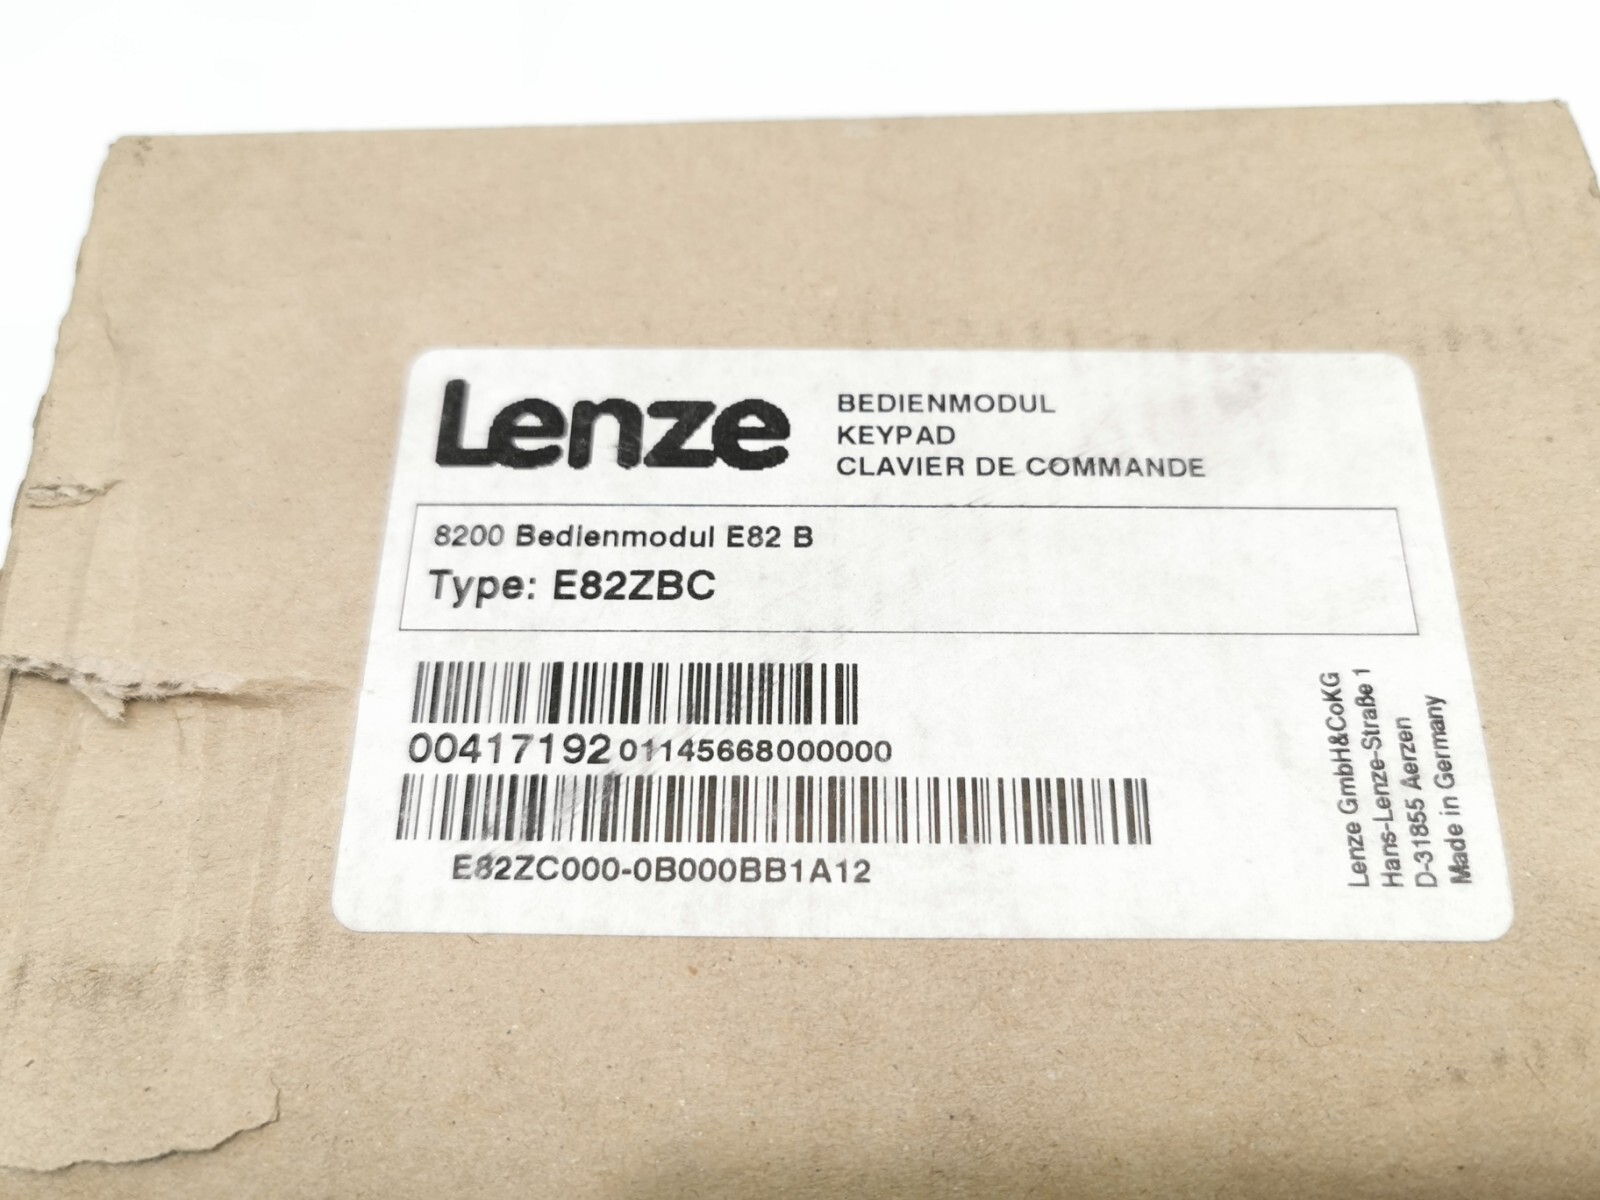 Lenze
BEDIENMODUL
KEYPAD
CLAVIER DE COMMANDE
8200 Bedienmodul E82 B
Type: E82ZBC
00417192 01145668000000
E82ZC000-0B000BB1A12
Lenze GmbH&CoKG
Hans-Lenze-Straße 1
D-31855 Aerzen
Made in Germany